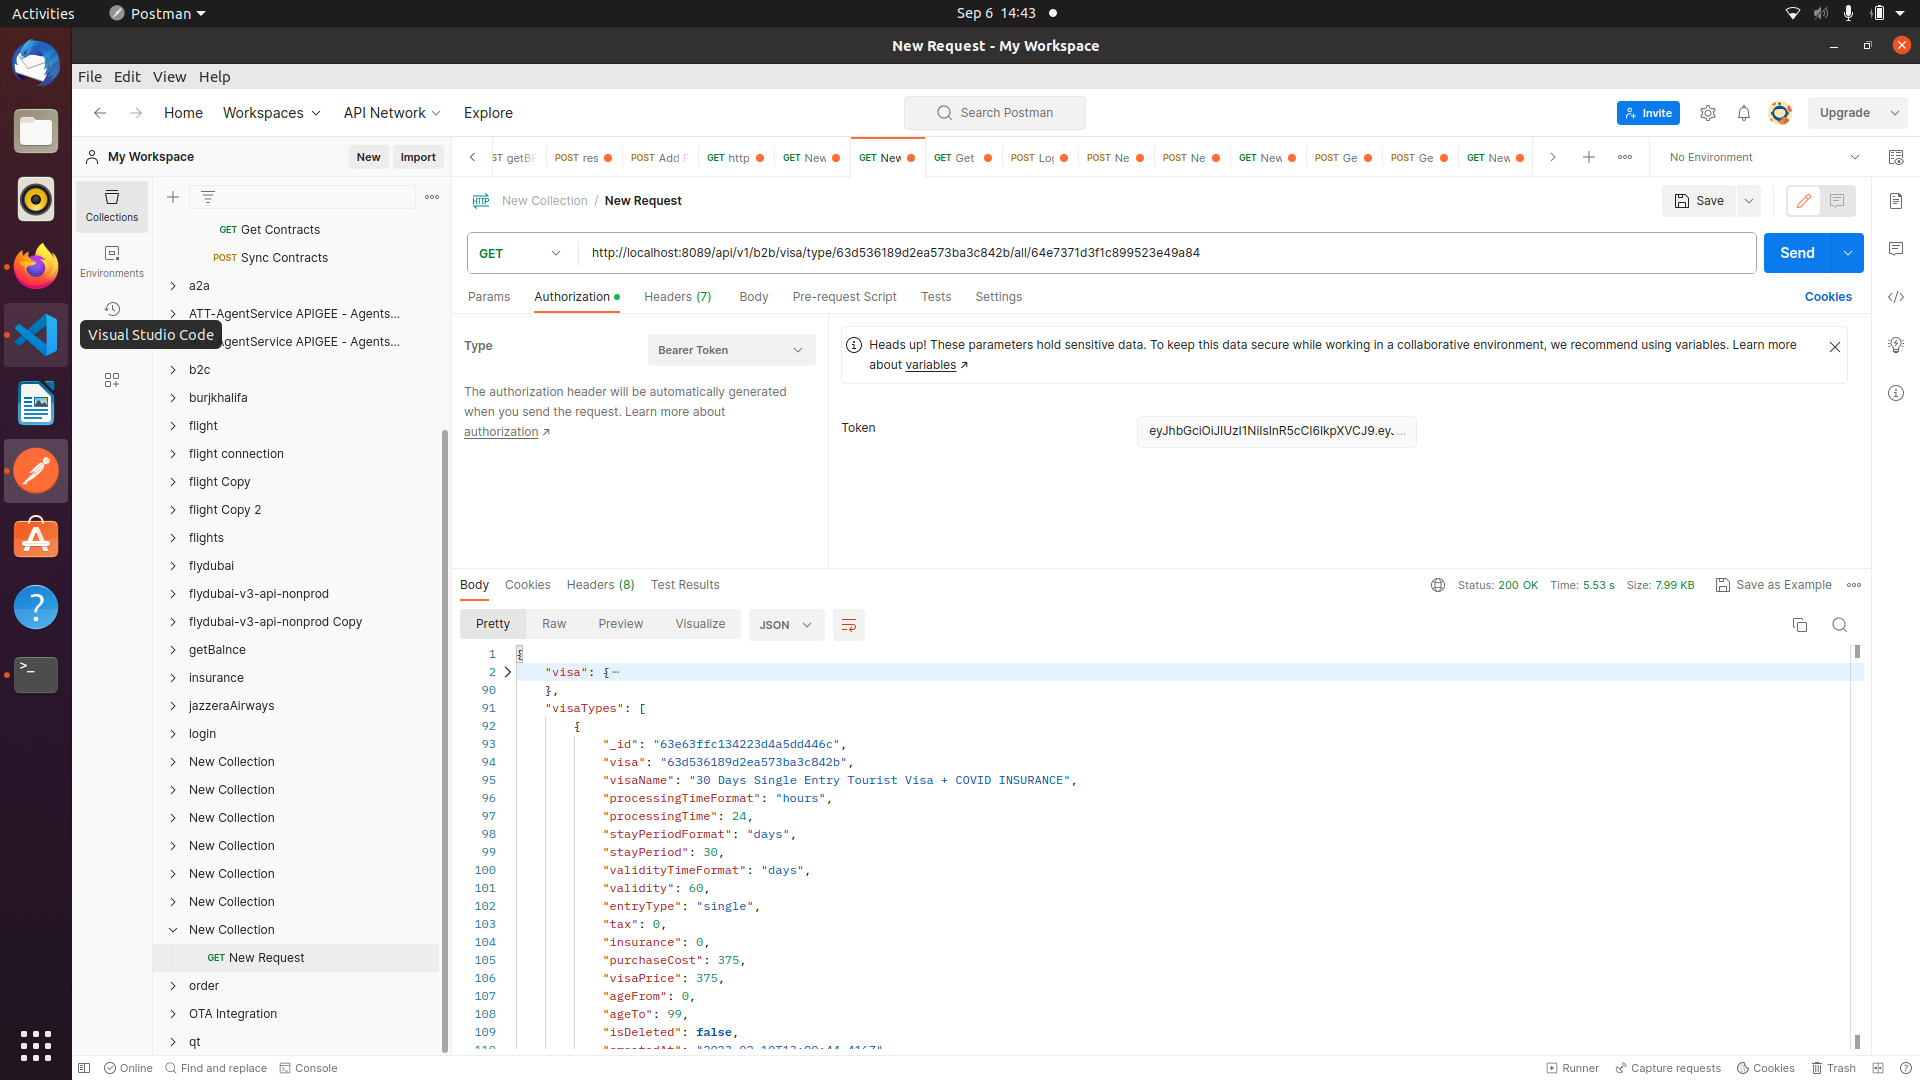 Activities
Postman
Sep 6 14:43
New Request - My Workspace
File Edit View Help
Home
Workspaces
API Network
Explore
Search Postman
Invite
Upgrade
My Workspace
New
Import
POST res
POST Add
GET http
GET New
GET New
GET Get
POST
POST Ne
POST Ne
GET New
POST Ge
POST Ge
GET New
No Environment
Collections
Environments
Visual Studio Code
GET Get Contracts
POST Sync Contracts
a2a
ATT-AgentService APIGEE - Agents...
AgentService APIGEE - Agents...
b2c
burjkhalifa
flight
flight connection
flight Copy
flight Copy 2
flights
flydubai
flydubai-v3-api-nonprod
flydubai-v3-api-nonprod Copy
getBalnce
insurance
jazzeraAirways
login
New Collection
New Collection
New Collection
New Collection
New Collection
New Collection
New Collection
GET New Request
order
OTA Integration
qt
HTTP
New Collection / New Request
Save
GET
http://localhost:8089/api/v1/b2b/visa/type/63d536189d2ea573ba3c842b/all/64e7371d3f1c899523e49a84
Send
Params
Authorization
Headers (7)
Body
Pre-request Script
Tests
Settings
Cookies
Type
Bearer Token
The authorization header will be automatically generated
when you send the request. Learn more about
authorization
Heads up! These parameters hold sensitive data. To keep this data secure while working in a collaborative environment, we recommend using variables. Learn more
about variables
Token
Body
Cookies
Headers (8)
Test Results
Status: 200 OK
Time: 5.53 s
Size: 7.99 KB
Save as Example
Pretty
Raw
Preview
Visualize
JSON
1 {
2 "visa": {
90 },
91 "visaTypes": [
92 {
93 "_id": "63e63ffc134223d4a5dd446c",
94 "visa": "63d536189d2ea573ba3c842b",
95 "visaName": "30 Days Single Entry Tourist Visa + COVID INSURANCE",
96 "processingTimeFormat": "hours",
97 "processingTime": 24,
98 "stayPeriodFormat": "days",
99 "stayPeriod": 30,
100 "validityTimeFormat": "days",
101 "validity": 60,
102 "entryType": "single",
103 "tax": 0,
104 "insurance": 0,
105 "purchaseCost": 375,
106 "visaPrice": 375,
107 "ageFrom": 0,
108 "ageTo": 99,
109 "isDeleted": false,
Online
Find and replace
Console
Runner
Capture requests
Cookies
Trash